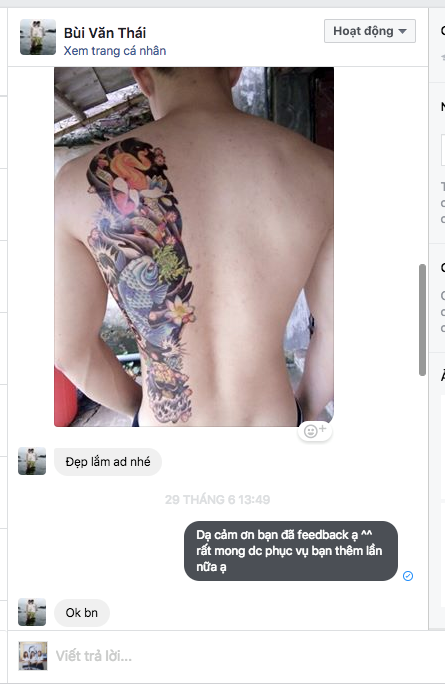 Bùi Văn Thái
Hoạt động
Xem trang cá nhân
Đẹp lắm ad nhé
29 THÁNG 6 13:49
Dạ cảm ơn bạn đã feedback ạ ^^
rất mong dc phục vụ bạn thêm lần
nữa ạ
Ok bn
Viết trả lời...